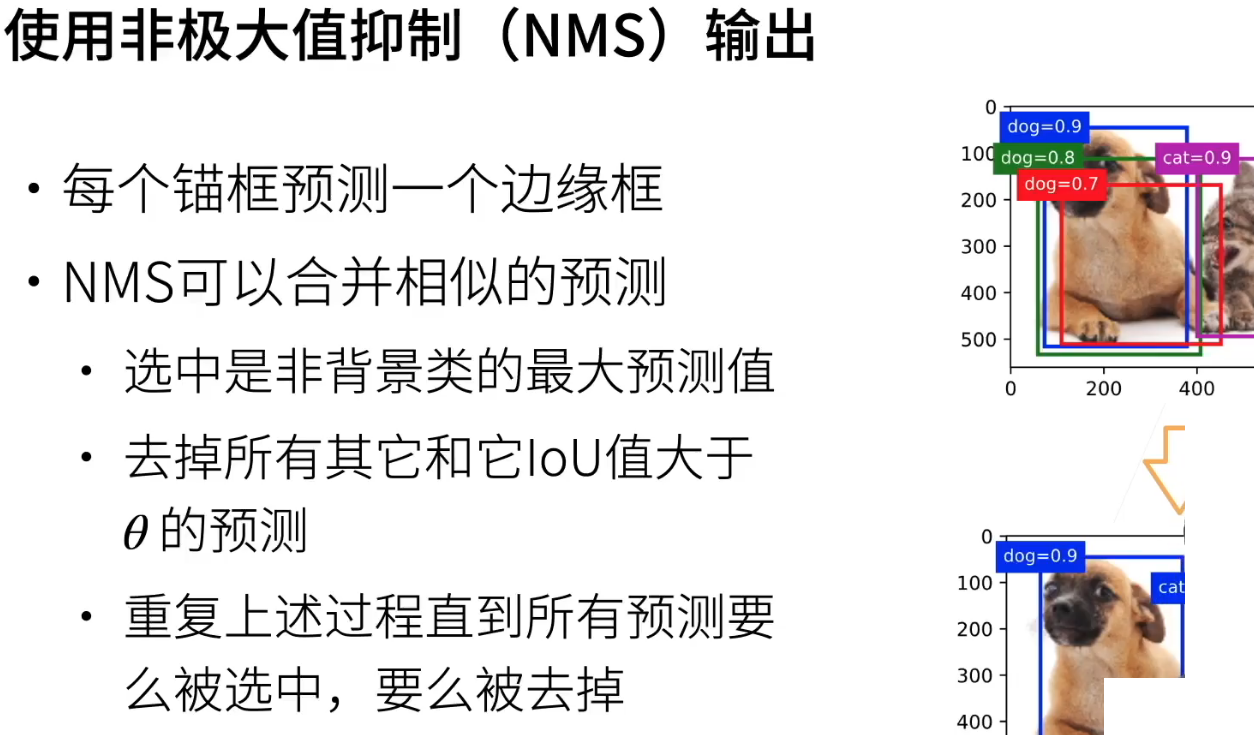 使用非极大值抑制（NMS）输出
• 每个锚框预测一个边缘框
• NMS可以合并相似的预测
• 选中是非背景类的最大预测值
• 去掉所有其它和它IoU值大于
θ 的预测
• 重复上述过程直到所有预测要
么被选中，要么被去掉
0
dog=0.9
100
dog=0.8
cat=0.9
dog=0.7
200
300
400
500
0 200 400
0
dog=0.9
100
cat
200
300
400